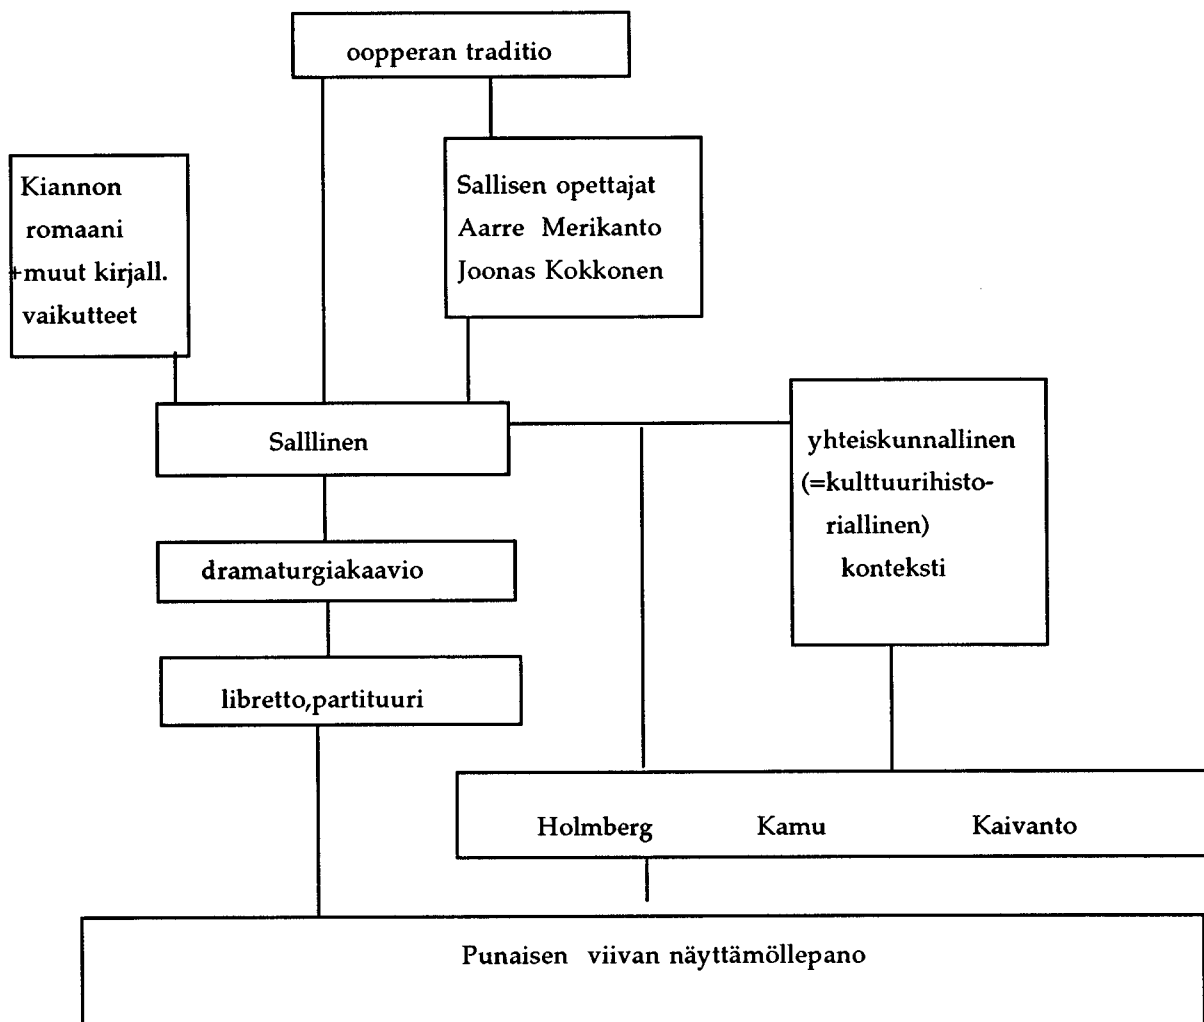 oopperan traditio
Kiannon
romaani
+muut kirjall.
vaikutteet
Sallisen opettajat
Aarre Merikanto
Joonas Kokkonen
Salllinen
yhteiskunnallinen
(=kulttuurihisto-
riallinen)
konteksti
dramaturgiakaavio
libretto,partituuri
Holmberg Kamu Kaivanto
Punaisen viivan näyttämöllepano